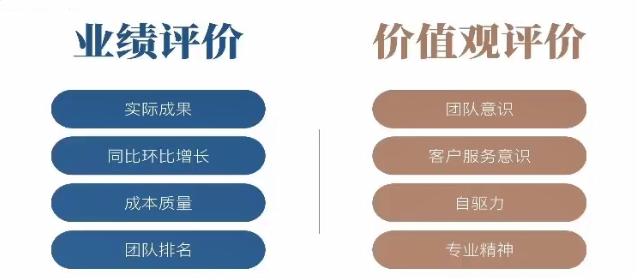 业绩评价
实际成果
同比环比增长
成本质量
团队排名
价值观评价
团队意识
客户服务意识
自驱力
专业精神